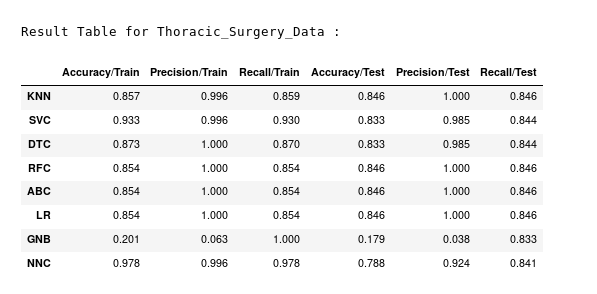 Result Table for Thoracic_Surgery_Data :
Accuracy/Train Precision/Train Recall/Train Accuracy/Test Precision/Test Recall/Test
KNN 0.857 0.996 0.859 0.846 1.000 0.846
SVC 0.933 0.996 0.930 0.833 0.985 0.844
DTC 0.873 1.000 0.870 0.833 0.985 0.844
RFC 0.854 1.000 0.854 0.846 1.000 0.846
ABC 0.854 1.000 0.854 0.846 1.000 0.846
LR 0.854 1.000 0.854 0.846 1.000 0.846
GNB 0.201 0.063 1.000 0.179 0.038 0.833
NNC 0.978 0.996 0.978 0.788 0.924 0.841